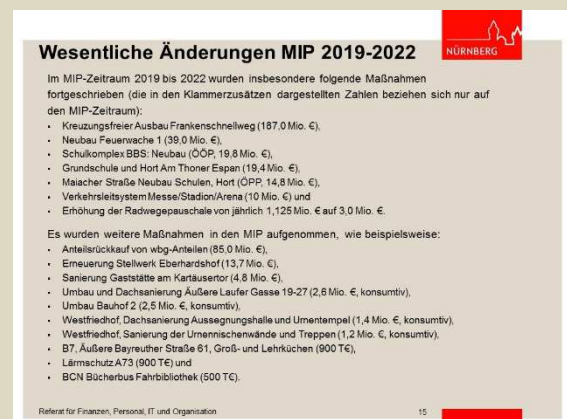 NÜRNBERG
Wesentliche Änderungen MIP 2019-2022
Im MIP-Zeitraum 2019 bis 2022 wurden insbesondere folgende Maßnahmen
fortgeschrieben (die in den Klammerzusätzen dargestellten Zahlen beziehen sich nur auf
den MIP-Zeitraum):
• Kreuzungsfreier Ausbau Frankenschnellweg (187,0 Mio. €),
• Neubau Feuerwache 1 (39,0 Mio. €),
• Schulkomplex BBS: Neubau (ÖÖP, 19,8 Mio. €),
• Grundschule und Hort Am Thoner Espan (19,4 Mio. €),
• Maiacher Straße Neubau Schulen, Hort (ÖPP, 14,8 Mio. €),
• Verkehrsleitsystem Messe/Stadion/Arena (10 Mio. €) und
• Erhöhung der Radwegepauschale von jährlich 1,125 Mio. € auf 3,0 Mio. €.
Es wurden weitere Maßnahmen in den MIP aufgenommen, wie beispielsweise:
• Anteilsrückkauf von wbg-Anteilen (85,0 Mio. €),
• Erneuerung Stellwerk Eberhardshof (13,7 Mio. €),
• Sanierung Gaststätte am Kartäusertor (4,8 Mio. €),
• Umbau und Dachsanierung Äußere Laufer Gasse 19-27 (2,6 Mio. €, konsumtiv),
• Umbau Bauhof 2 (2,5 Mio. €, konsumtiv),
• Westfriedhof, Dachsanierung Aussegnungshalle und Urnentempel (1,4 Mio. €, konsumtiv),
• Westfriedhof, Sanierung der Urnennischenwände und Treppen (1,2 Mio. €, konsumtiv),
• B7, Äußere Bayreuther Straße 61, Groß- und Lehrküchen (900 T€),
• Lärmschutz A73 (900 T€) und
• BCN Bücherbus Fahrbibliothek (500 T€).
Referat für Finanzen, Personal, IT und Organisation 15